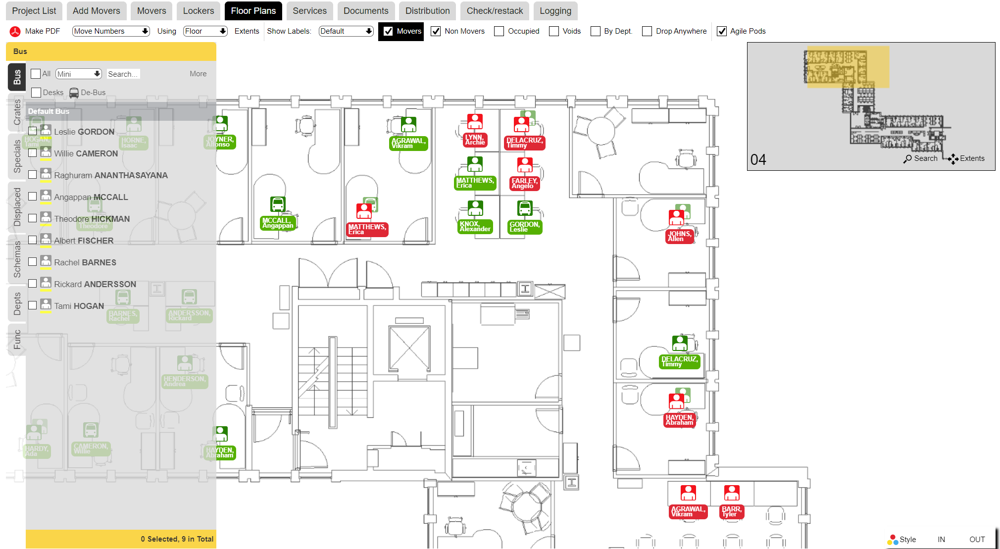 Project List Add Movers Movers Lockers Floor Plans Services Documents Distribution Check/restack Logging
Make PDF Move Numbers Using Floor Extents Show Labels: Default Movers Non Movers Occupied Voids By Dept. Drop Anywhere Agile Pods
Bus
Bus
Crates
Specials
Displaced
Schemas
Depts
Func
All Mini Search... More
Desks De-Bus
Default Bus
Leslie GORDON
Willie CAMERON
Raghuram ANANTHASAYANA
Angappan MCCALL
Theodore HICKMAN
Albert FISCHER
Rachel BARNES
Rickard ANDERSSON
Tami HOGAN
0 Selected, 9 in Total
HOGAN,
Tami
HORNE,
Isaac
JOYNER,
Alfonso
AGRAWAL,
Vikram
LYNN,
Archie
DELACRUZ,
Timmy
MATTHEWS,
Erica
FARLEY,
Angelo
Theodore
MCCALL,
Angappan
MATTHEWS,
Erica
KNOX,
Alexander
GORDON,
Leslie
JOHNS,
Allen
BARNES,
Rachel
ANDERSSON,
Rickard
HENDERSON,
Andrea
DELACRUZ,
Timmy
HARDY,
Ada
CAMERON,
Willie
HAYDEN,
Abraham
HAYDEN,
Abraham
AGRAWAL,
Vikram
BARR,
Tyler
04
Search Extents
Style IN OUT